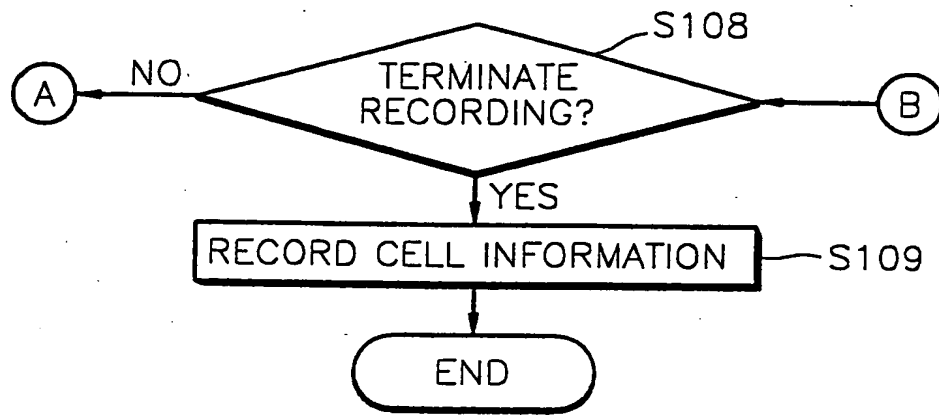 S108
A
NO
TERMINATE
RECORDING?
B
YES
RECORD CELL INFORMATION
S109
END